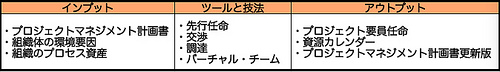 インプット
・プロジェクトマネジメント計画書
・組織体の環境要因
・組織のプロセス資産
ツールと技法
・先行任命
・交渉
・調達
・バーチャル・チーム
アウトプット
・プロジェクト要員任命
・資源カレンダー
・プロジェクトマネジメント計画書更新版